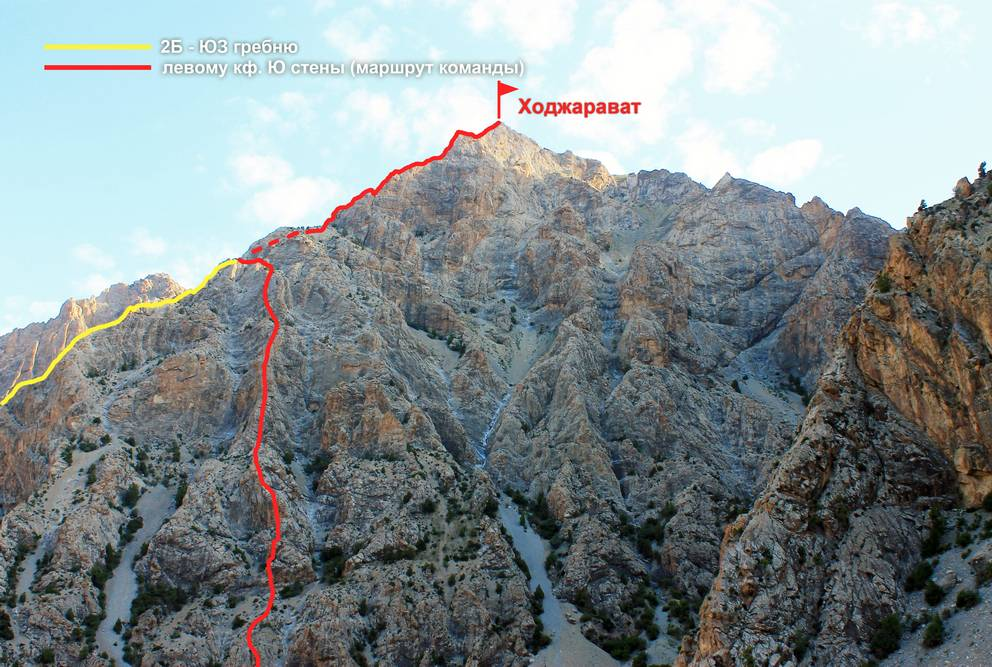 2Б - ЮЗ гребню
левому кф. Ю стены (маршрут команды)
Ходжарават